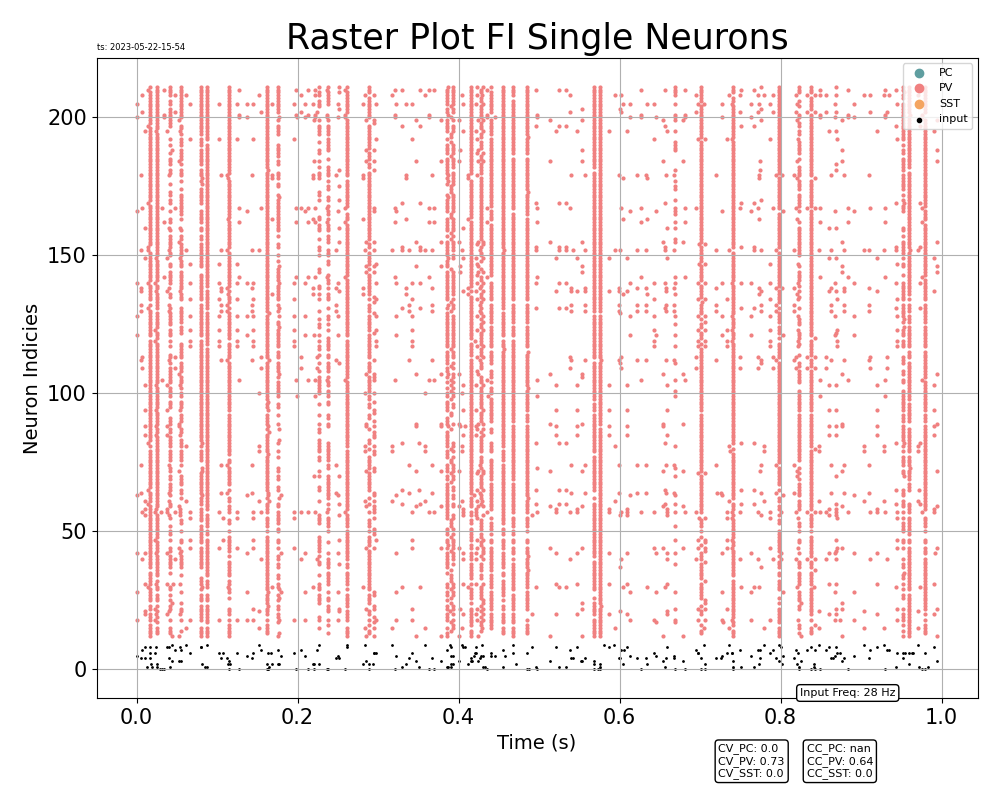 Raster Plot FI Single Neurons
ts: 2023-05-22-15-54
PC
PV
SST
input
200
150
100
50
0
Neuron Indicies
0.0 0.2 0.4 0.6 0.8 1.0
Time (s)
Input Freq: 28 Hz
CV_PC: 0.0
CV_PV: 0.73
CV_SST: 0.0
CC_PC: nan
CC_PV: 0.64
CC_SST: 0.0